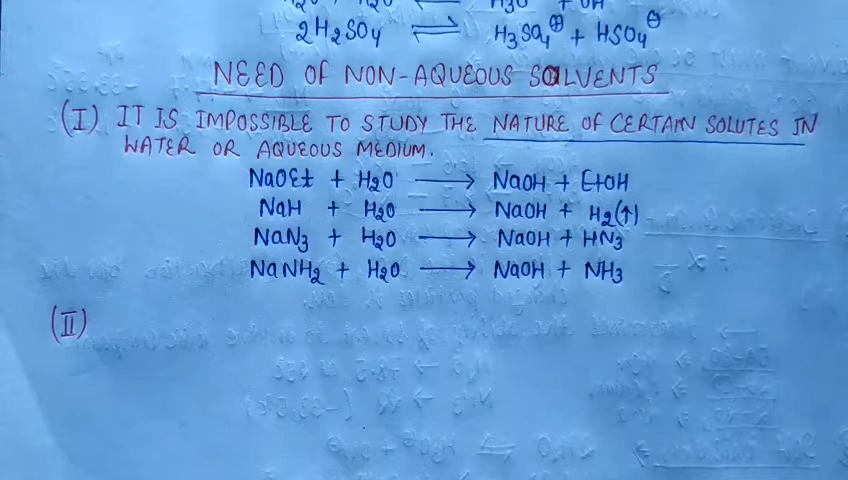 2H₂SO₄ ⇌ H₃SO₄⊕ + HSO₄⊖
NEED OF NON-AQUEOUS SOLVENTS
(I) IT IS IMPOSSIBLE TO STUDY THE NATURE OF CERTAIN SOLUTES IN
WATER OR AQUEOUS MEDIUM.
NaOEt + H₂O ⟶ NaOH + EtOH
NaH + H₂O ⟶ NaOH + H₂(↑)
NaN₃ + H₂O ⟶ NaOH + HN₃
NaNH₂ + H₂O ⟶ NaOH + NH₃
(II)